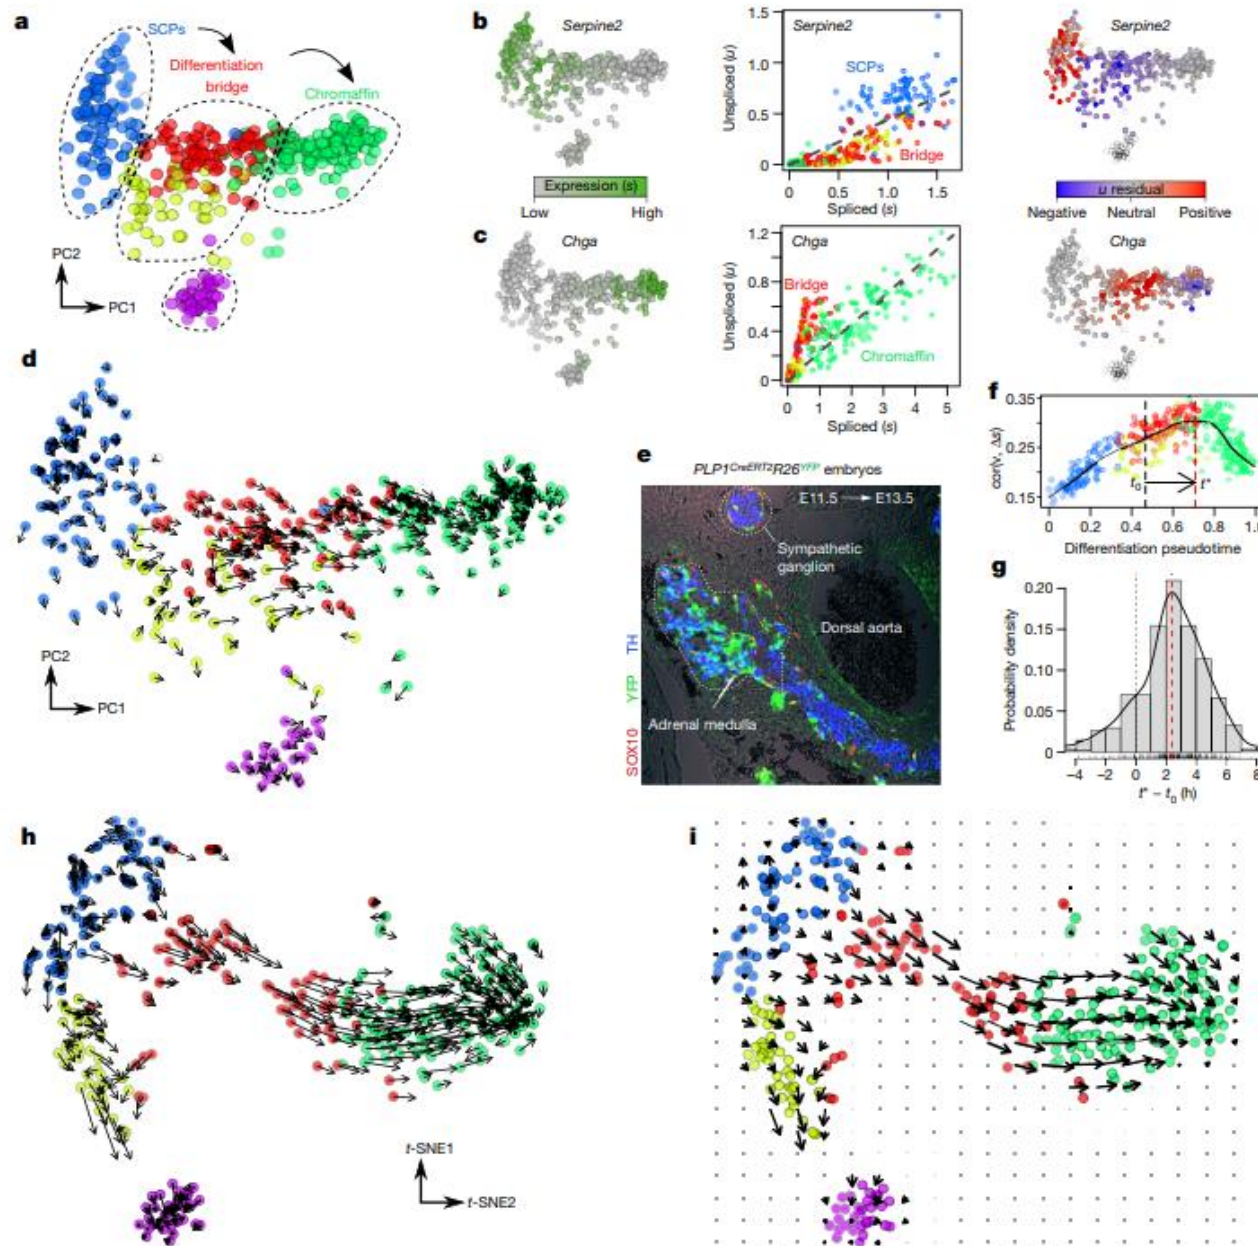 a
SCPs
Differentiation
bridge
Chromaffin
PC2
PC1
b
Serpine2
Expression (s)
Low High
Serpine2
Unspliced (u)
1.5
1.0
0.5
0
SCPs
Bridge
0 0.5 1.0 1.5
Spliced (s)
Serpine2
u residual
Negative Neutral Positive
c
Chga
Chga
Unspliced (u)
1.2
0.8
0.4
0
Bridge
Chromaffin
0 1 2 3 4 5
Spliced (s)
Chga
d
PC2
PC1
e
PLP1CreERT2R26YFP embryos
E11.5 E13.5
Sympathetic
ganglion
Dorsal aorta
Adrenal medulla
SOX10 YFP TH
f
corr(v, Δs)
0.35
0.25
0.15
t0 t*
0 0.2 0.4 0.6 0.8 1.0
Differentiation pseudotime
g
Probability density
0.20
0.15
0.10
0.05
0
−4 −2 0 2 4 6 8
t* − t0 (h)
h
t-SNE1
t-SNE2
i